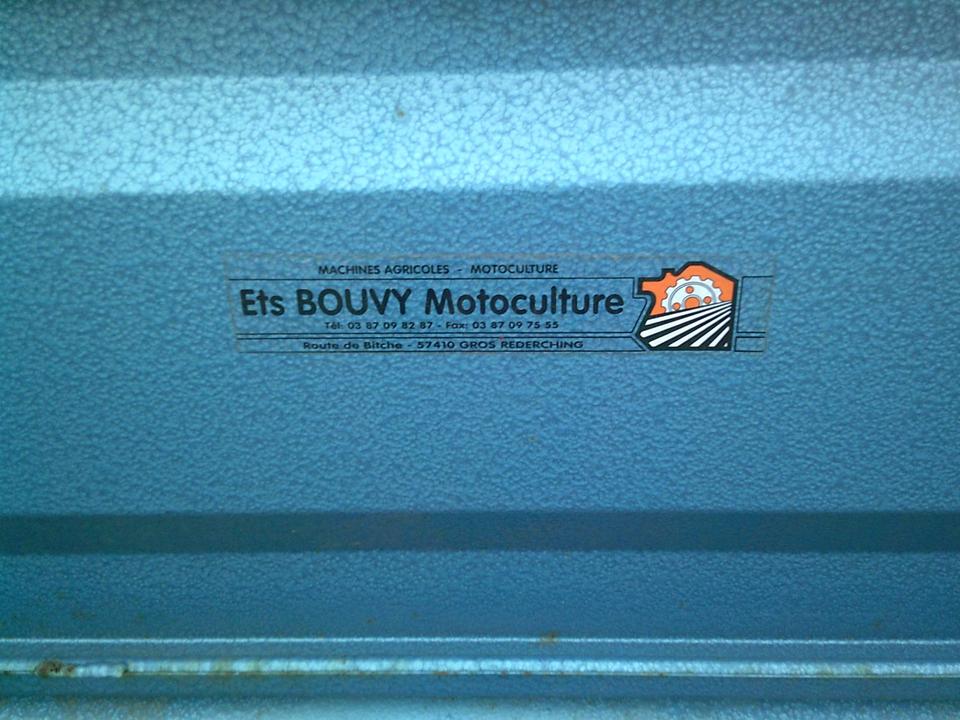 MACHINES AGRICOLES - MOTOCULTURE
Ets BOUVY Motoculture
Tél: 03 87 09 82 87 - Fax: 03 87 09 75 55
Route de Bitche - 57410 GROS REDERCHING